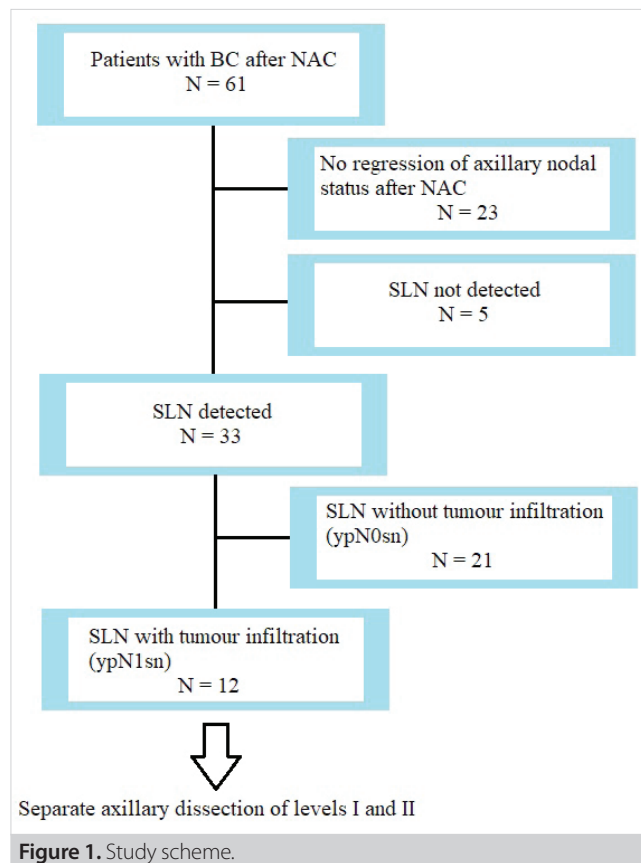 Patients with BC after NAC
N = 61
No regression of axillary nodal
status after NAC
N = 23
SLN not detected
N = 5
SLN detected
N = 33
SLN without tumour infiltration
(ypN0sn)
N = 21
SLN with tumour infiltration
(ypN1sn)
N = 12
Separate axillary dissection of levels I and II
Figure 1. Study scheme.